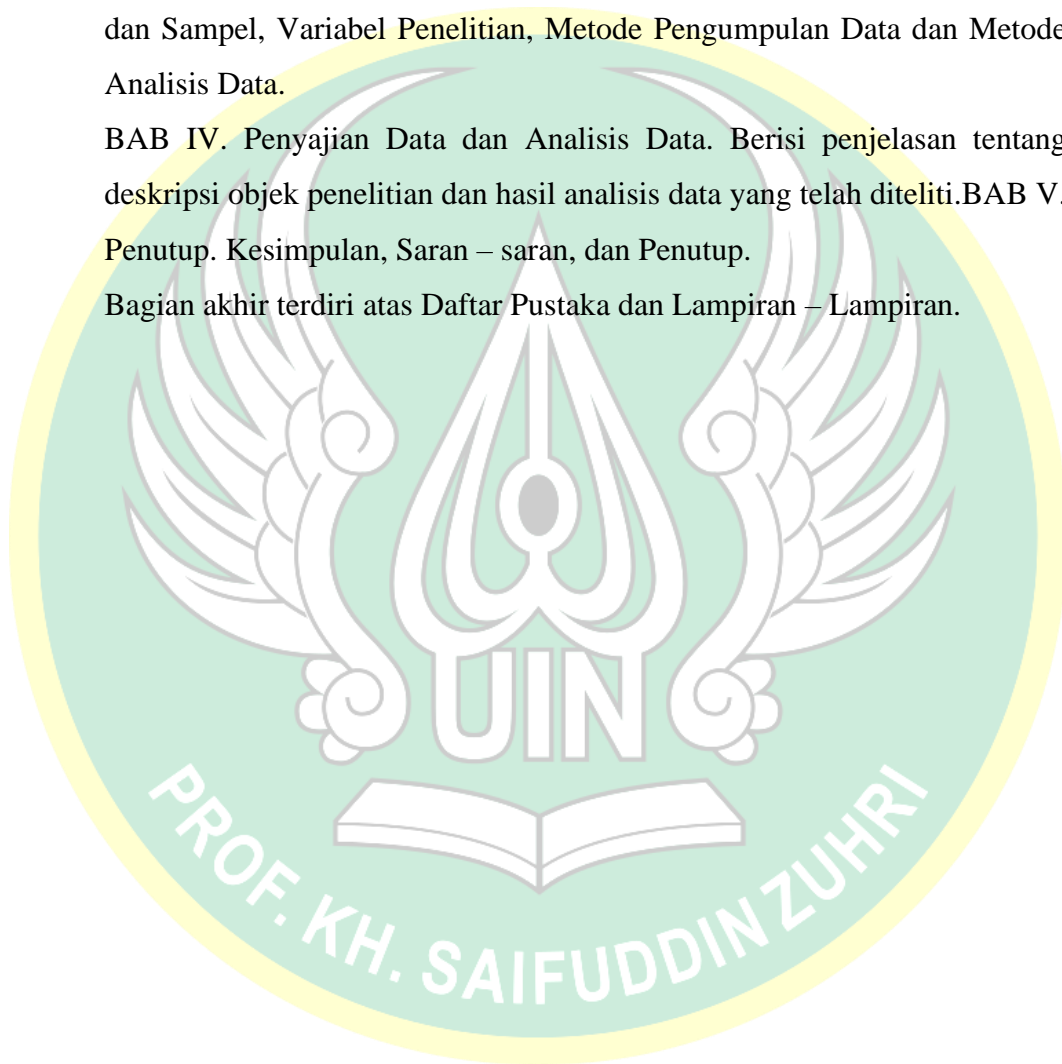 dan Sampel, Variabel Penelitian, Metode Pengumpulan Data dan Metode
Analisis Data.
BAB IV. Penyajian Data dan Analisis Data. Berisi penjelasan tentang
deskripsi objek penelitian dan hasil analisis data yang telah diteliti.BAB V.
Penutup. Kesimpulan, Saran – saran, dan Penutup.
Bagian akhir terdiri atas Daftar Pustaka dan Lampiran – Lampiran.
UIN
PROF. KH. SAIFUDDIN ZUHRI